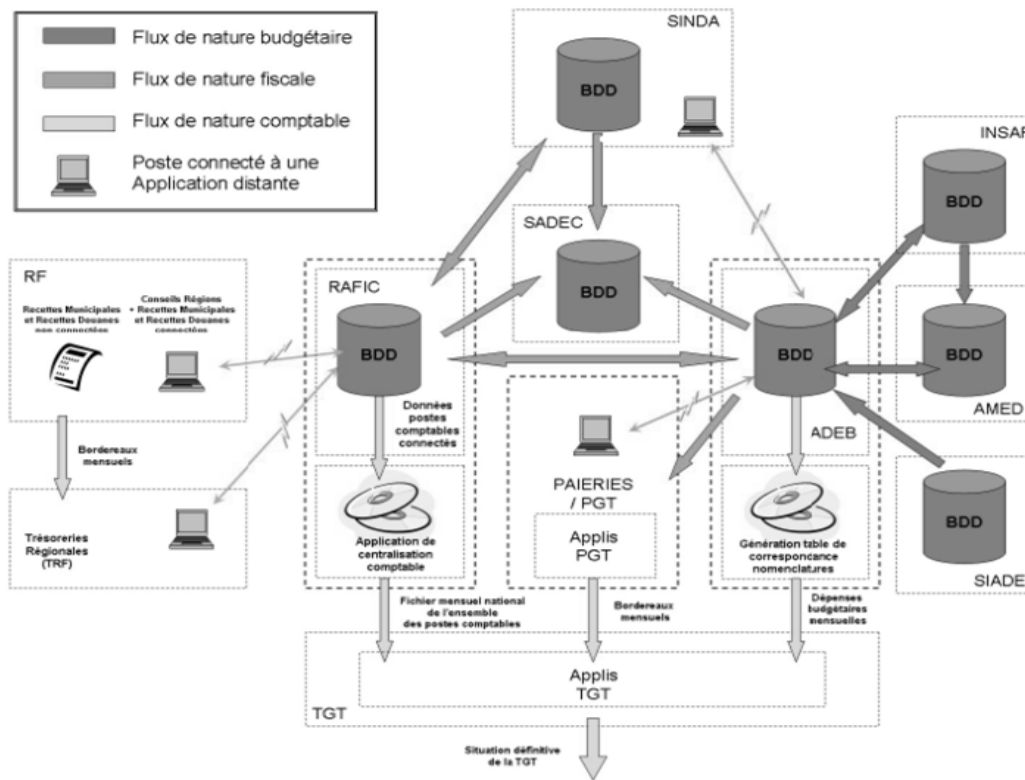 Flux de nature budgétaire
Flux de nature fiscale
Flux de nature comptable
Poste connecté à une
Application distante
SINDA
BDD
INSAF
BDD
SADEC
BDD
RF
Recettes Municipales
et Recettes Douanes
non connectées
Conseils Régions
+ Recettes Municipales
et Recettes Douanes
connectées
RAFIC
BDD
BDD
BDD
AMED
Données
postes
comptables
connectés
ADEB
Bordereaux
mensuels
PAIERIES
/ PGT
BDD
SIADE
Trésoreries
Régionales
(TRF)
Application de
centralisation
comptable
Applis
PGT
Génération table de
corresponcance
nomenclatures
Fichier mensuel national
de l'ensemble
des postes comptables
Bordereaux
mensuels
Dépenses
budgétaires
mensuelles
Applis
TGT
TGT
Situation définitive
de la TGT